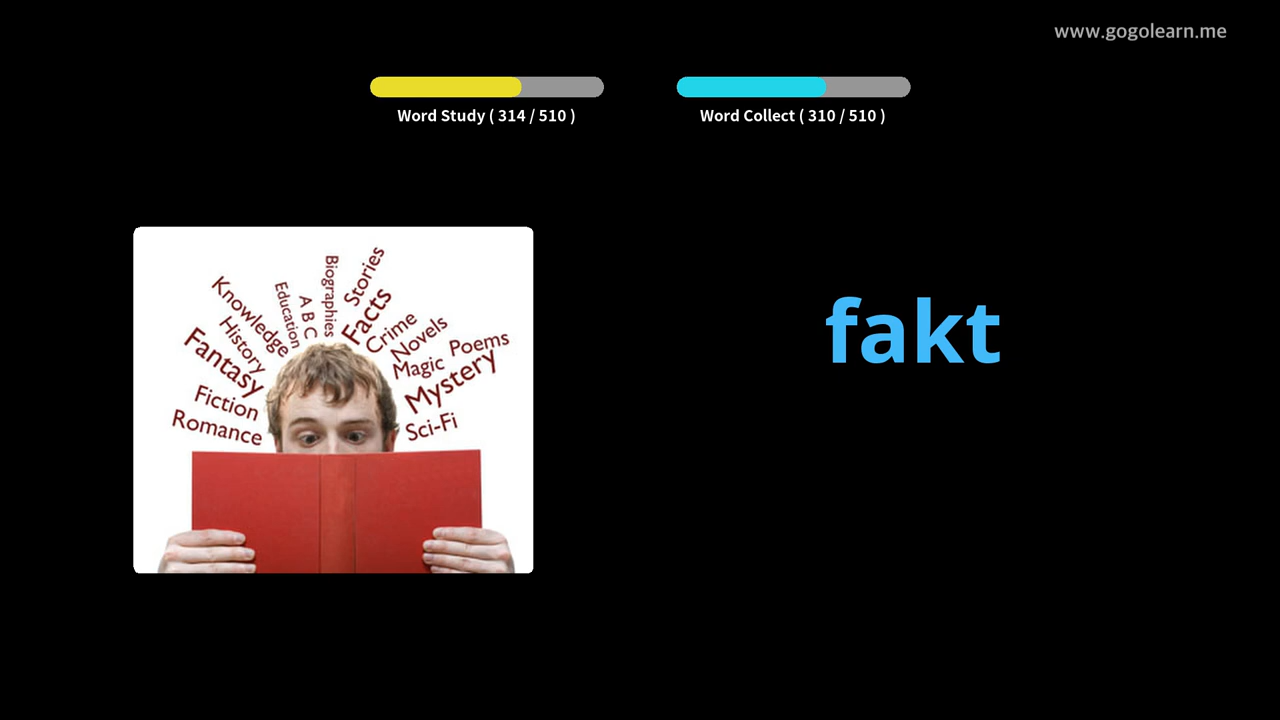 www.gogolearn.me
Word Study ( 314 / 510 )
Word Collect ( 310 / 510 )
fakt
Romance
Fiction
Fantasy
History
Knowledge
Education
A B C
Biographies
Stories
Facts
Crime
Novels
Magic
Poems
Mystery
Sci-Fi